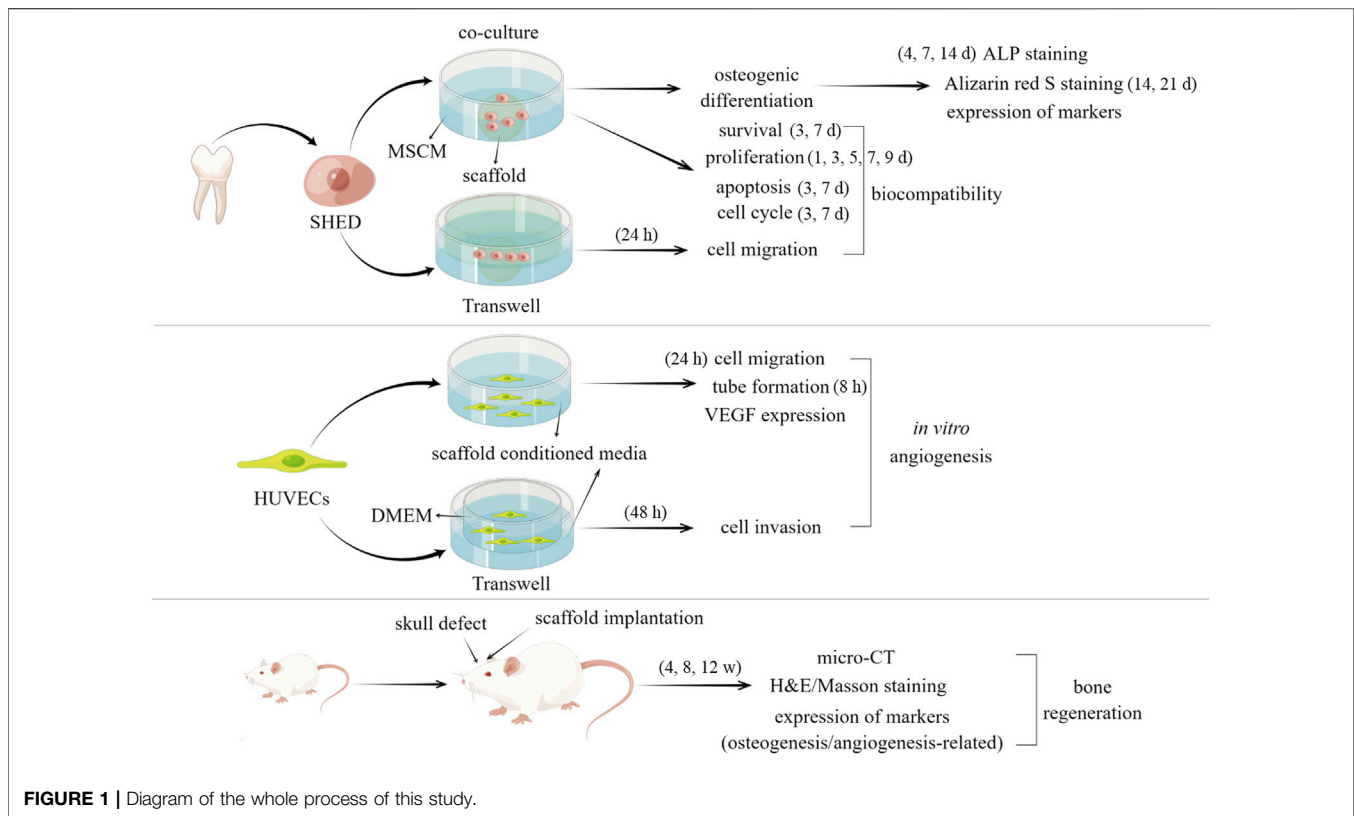 co-culture
(4, 7, 14 d) ALP staining
osteogenic
differentiation
Alizarin red S staining (14, 21 d)
expression of markers
MSCM
scaffold
survival (3, 7 d)
proliferation (1, 3, 5, 7, 9 d)
apoptosis (3, 7 d)
cell cycle (3, 7 d)
biocompatibility
SHED
(24 h)
cell migration
Transwell
(24 h) cell migration
tube formation (8 h)
VEGF expression
in vitro
angiogenesis
scaffold conditioned media
HUVECs
DMEM
(48 h)
cell invasion
Transwell
skull defect
scaffold implantation
(4, 8, 12 w)
micro-CT
H&E/Masson staining
expression of markers
(osteogenesis/angiogenesis-related)
bone
regeneration
FIGURE 1 | Diagram of the whole process of this study.